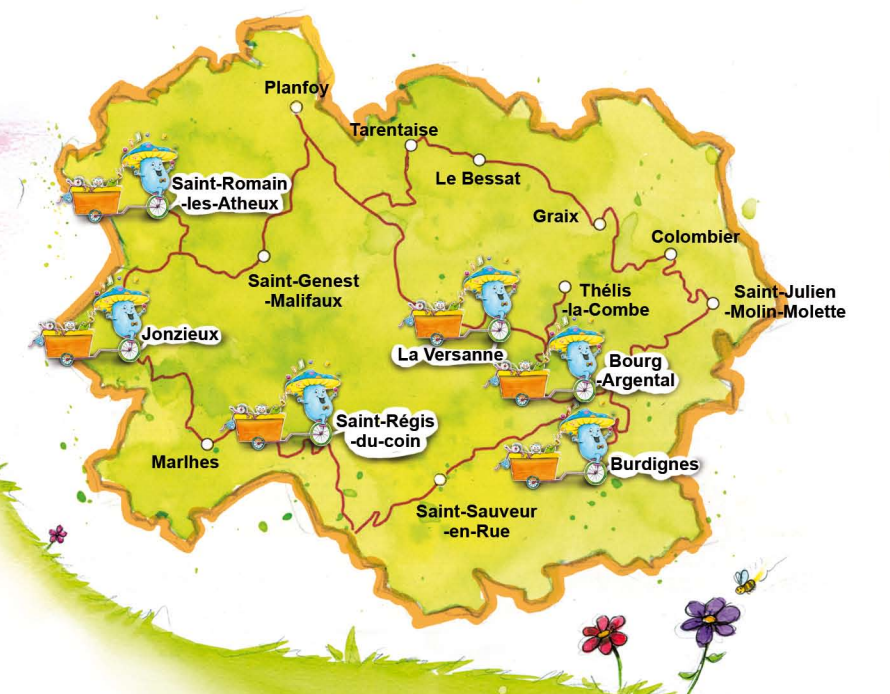 Planfoy
Tarentaise
Le Bessat
Saint-Romain
-les-Atheux
Graix
Colombier
Saint-Genest
-Malifaux
Thélis
-la-Combe
Saint-Julien
-Molin-Molette
Jonzieux
La Versanne
Bourg
-Argental
Saint-Régis
-du-coin
Marlhes
Burdignes
Saint-Sauveur
-en-Rue